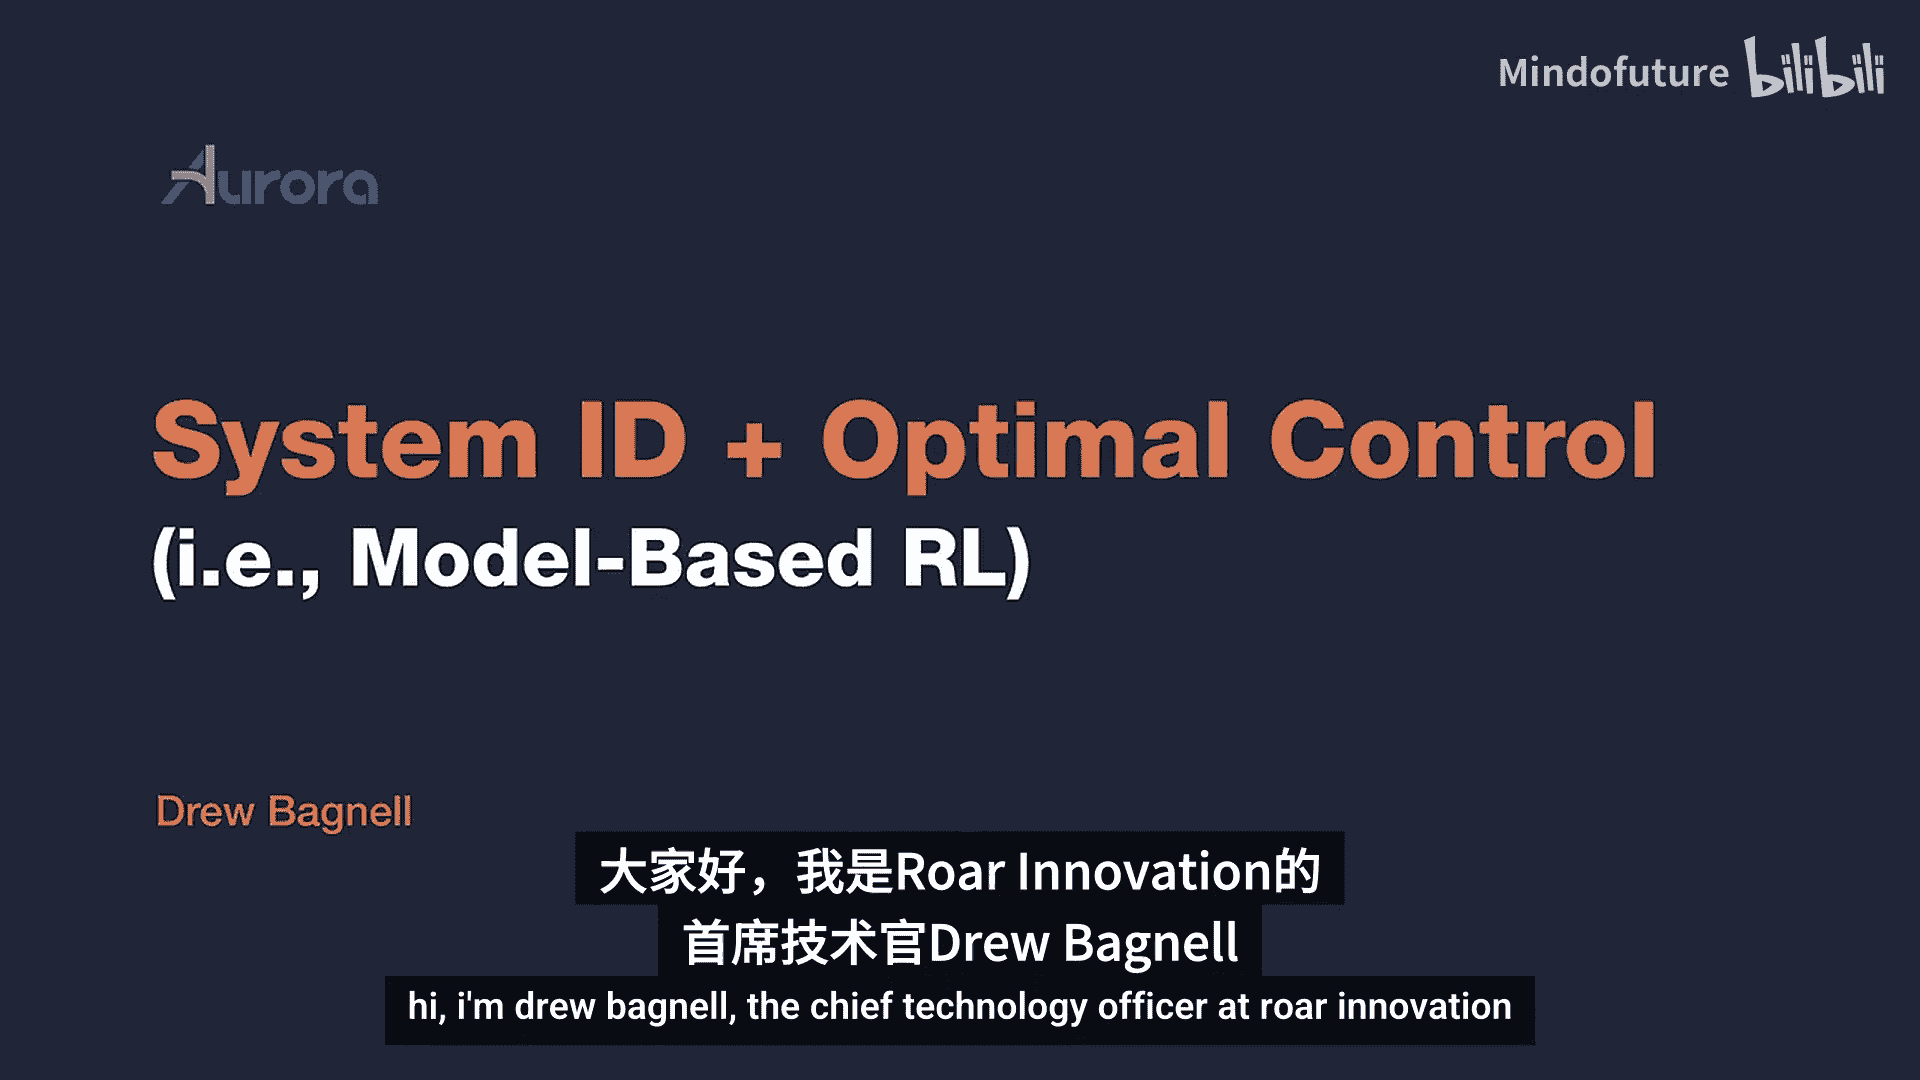 Mindofuture bilibili
Aurora
System ID + Optimal Control
(i.e., Model-Based RL)
Drew Bagnell
大家好，我是Roar Innovation的
首席技术官Drew Bagnell
hi, i'm drew bagnell, the chief technology officer at roar innovation